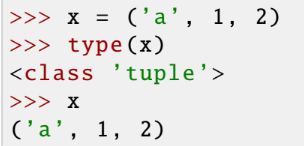 >>> x = ('a', 1, 2)
>>> type(x)
<class 'tuple'>
>>> x
('a', 1, 2)